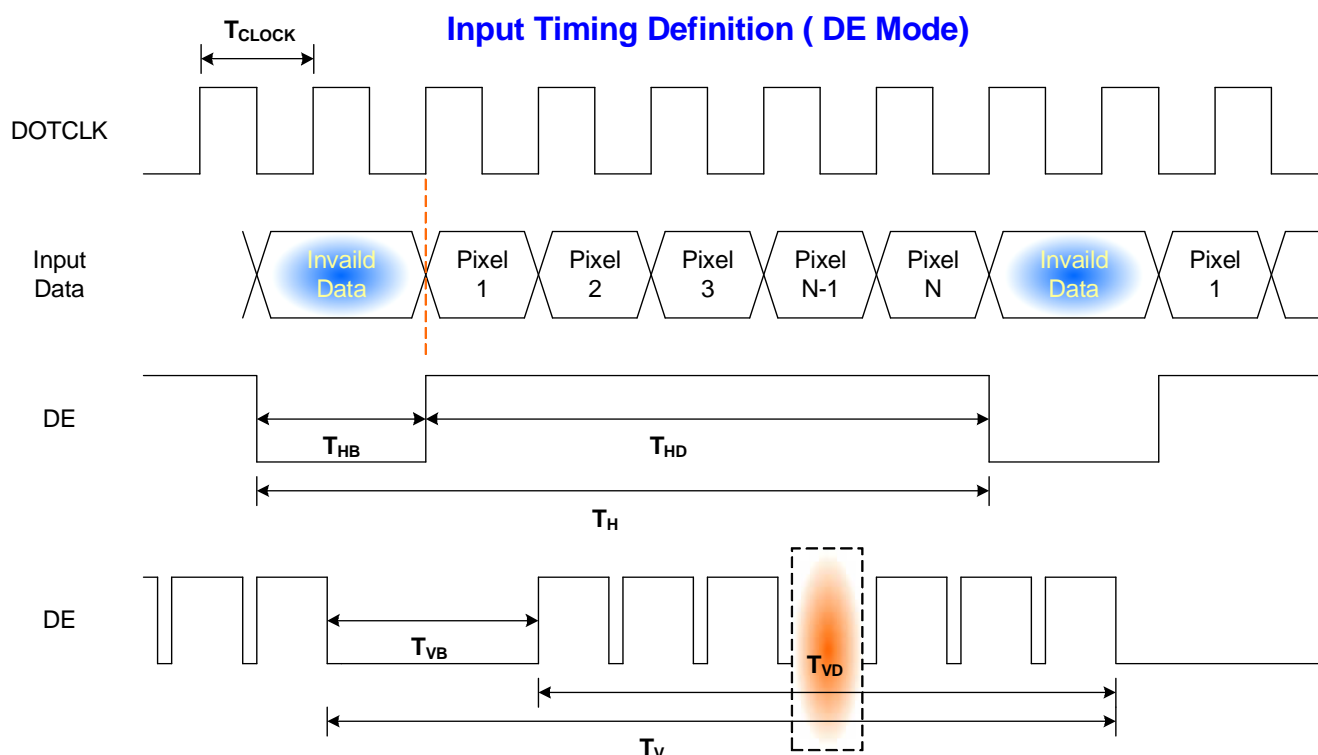 Input Timing Definition ( DE Mode)
TCLOCK
DOTCLK
Input
Data
Invaild
Data
Pixel
1
Pixel
2
Pixel
3
Pixel
N-1
Pixel
N
Invaild
Data
Pixel
1
DE
THB
THD
TH
DE
TVB
TVD
TV